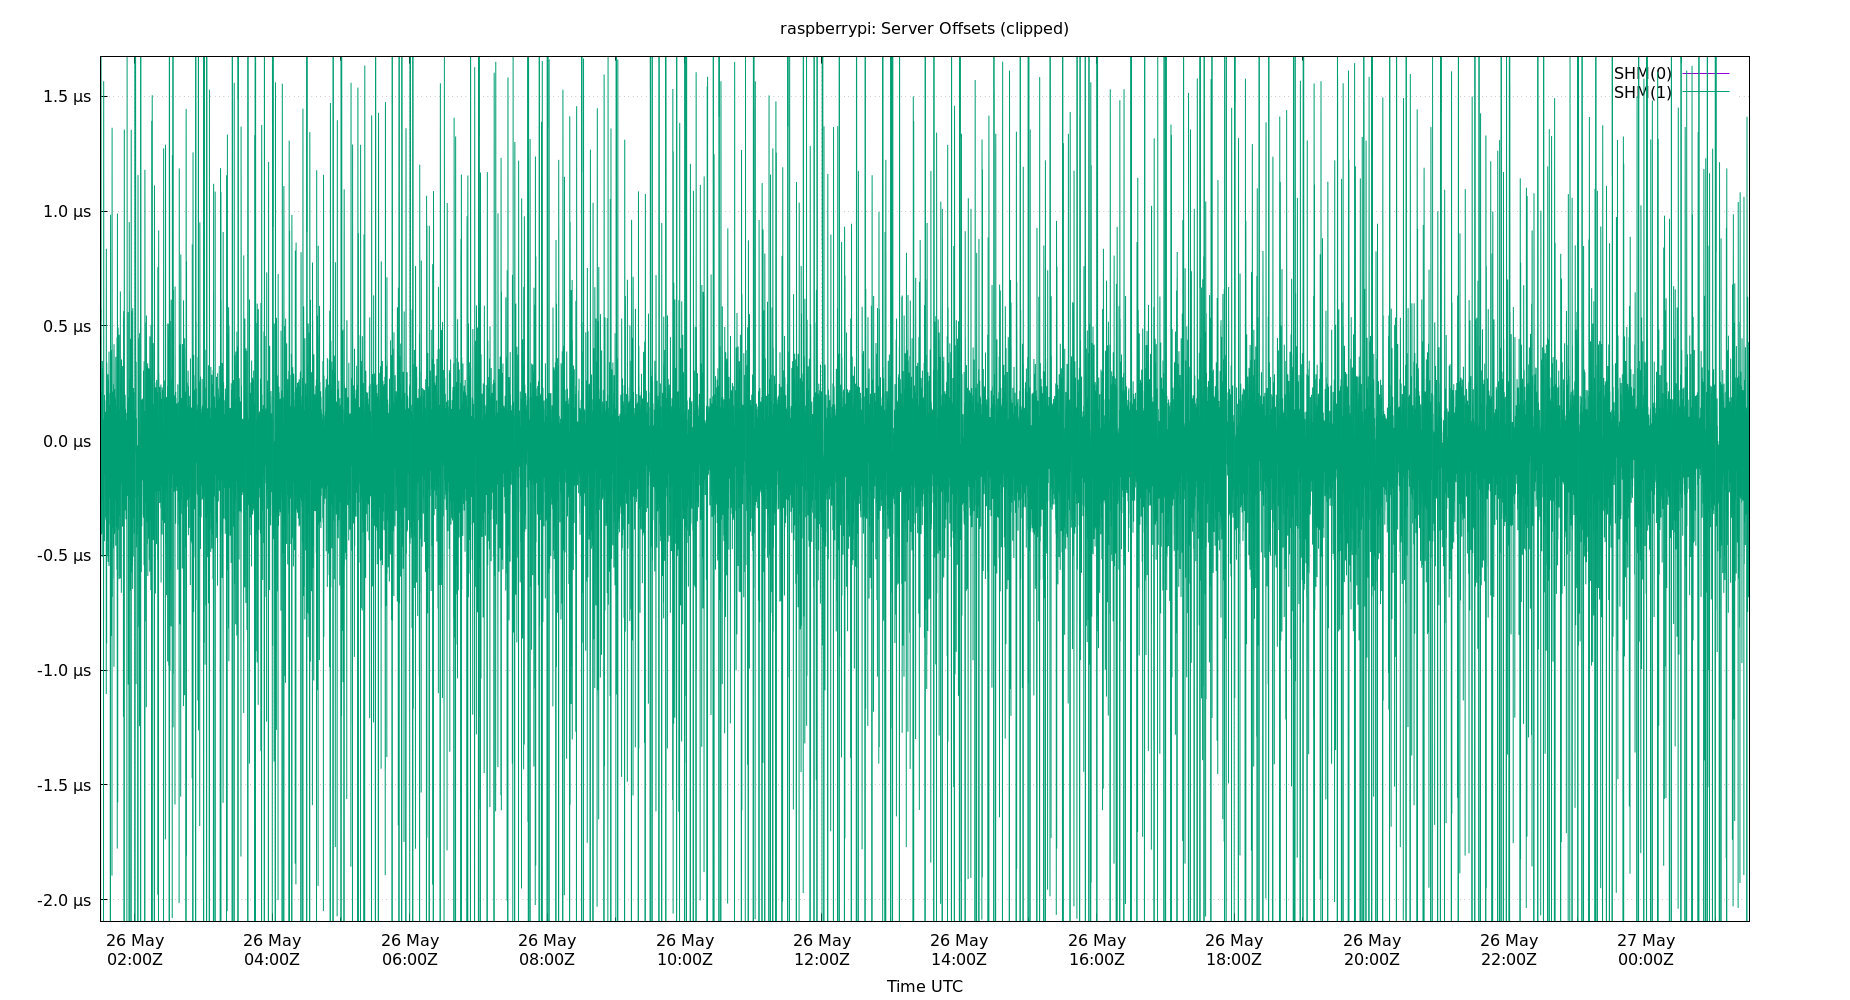 raspberrypi: Server Offsets (clipped)
SHM(0)
SHM(1)
1.5 µs
1.0 µs
0.5 µs
0.0 µs
-0.5 µs
-1.0 µs
-1.5 µs
-2.0 µs
26 May 26 May 26 May 26 May 26 May 26 May 26 May 26 May 26 May 26 May 26 May 27 May
02:00Z 04:00Z 06:00Z 08:00Z 10:00Z 12:00Z 14:00Z 16:00Z 18:00Z 20:00Z 22:00Z 00:00Z
Time UTC